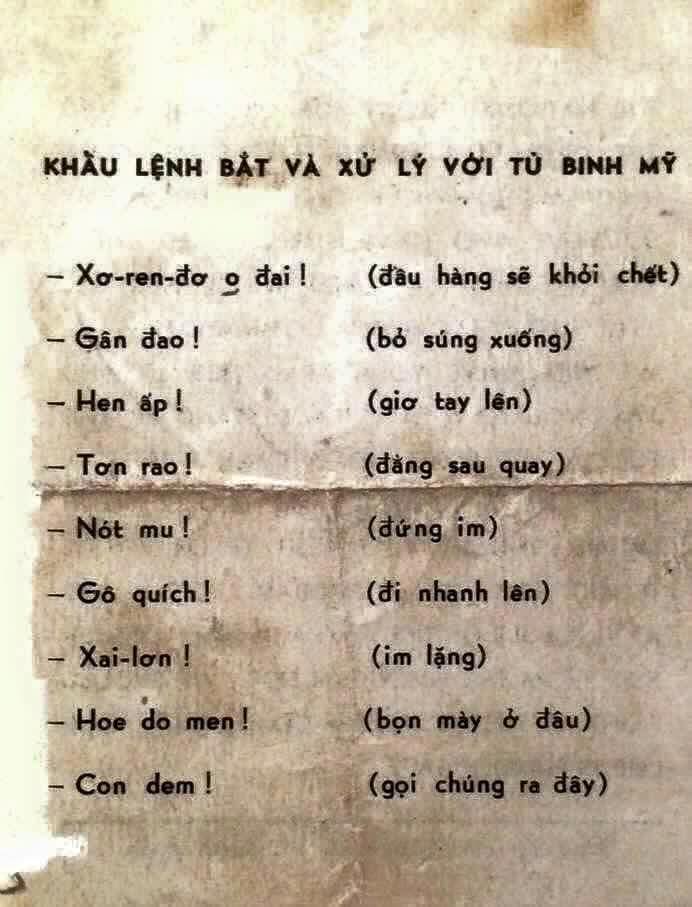 KHẨU LỆNH BẮT VÀ XỬ LÝ VỚI TÙ BINH MỸ
– Xơ-ren-đơ o đai ! (đầu hàng sẽ khỏi chết)
– Gân đao ! (bỏ súng xuống)
– Hen ấp ! (giơ tay lên)
– Tơn rao ! (đằng sau quay)
– Nót mu ! (đứng im)
– Gô quích ! (đi nhanh lên)
– Xai-lơn ! (im lặng)
– Hoe do men ! (bọn mày ở đâu)
– Con dem ! (gọi chúng ra đây)